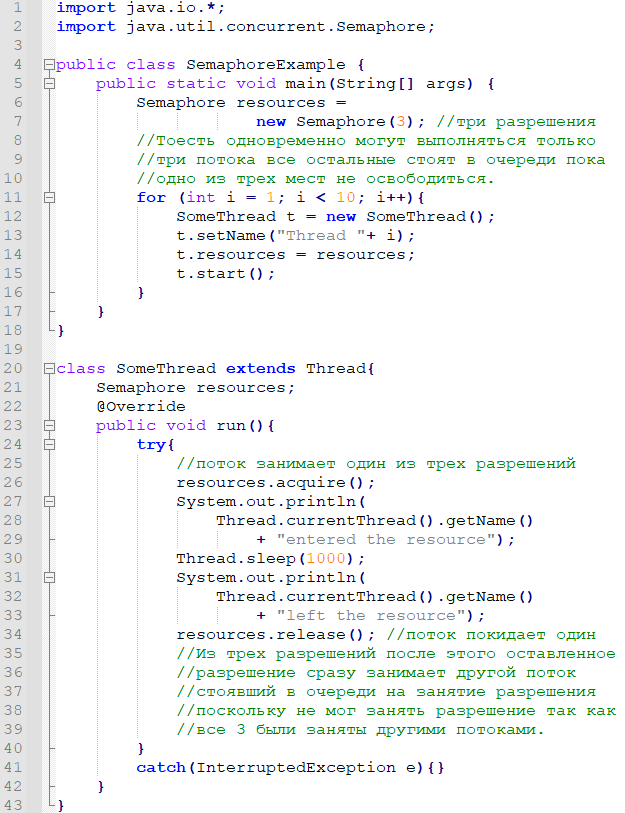 1 import java.io.*;
2 import java.util.concurrent.Semaphore;
3
4 public class SemaphoreExample {
5 public static void main(String[] args) {
6 Semaphore resources =
7 new Semaphore(3); //три разрешения
8 //Тоесть одновременно могут выполняться только
9 //три потока все остальные стоят в очереди пока
10 //одно из трех мест не освободиться.
11 for (int i = 1; i < 10; i++){
12 SomeThread t = new SomeThread();
13 t.setName("Thread "+ i);
14 t.resources = resources;
15 t.start();
16 }
17 }
18 }
19
20 class SomeThread extends Thread{
21 Semaphore resources;
22 @Override
23 public void run(){
24 try{
25 //поток занимает один из трех разрешений
26 resources.acquire();
27 System.out.println(
28 Thread.currentThread().getName()
29 + "entered the resource");
30 Thread.sleep(1000);
31 System.out.println(
32 Thread.currentThread().getName()
33 + "left the resource");
34 resources.release(); //поток покидает один
35 //Из трех разрешений после этого оставленное
36 //разрешение сразу занимает другой поток
37 //стоявший в очереди на занятие разрешения
38 //поскольку не мог занять разрешение так как
39 //все 3 были заняты другими потоками.
40 }
41 catch(InterruptedException e){}
42 }
43 }